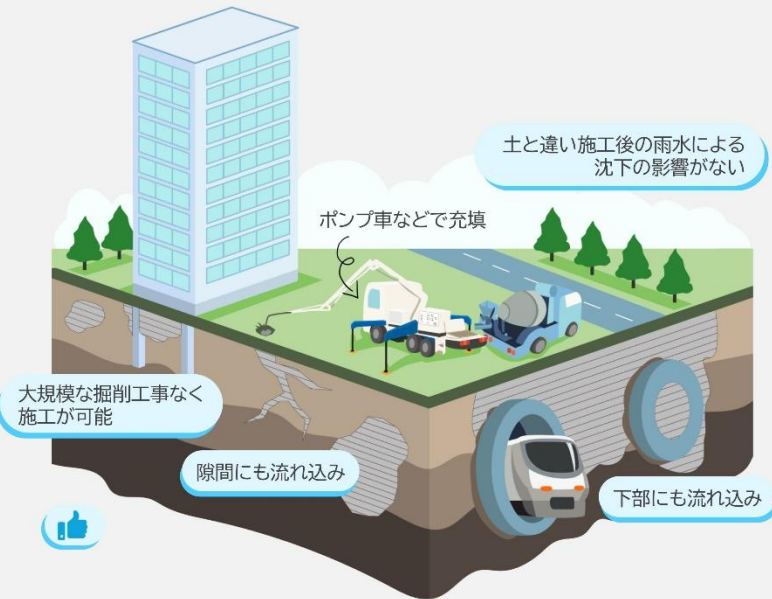 土と違い施工後の雨水による
沈下の影響がない
ポンプ車などで充填
大規模な掘削工事なく
施工が可能
隙間にも流れ込み
下部にも流れ込み